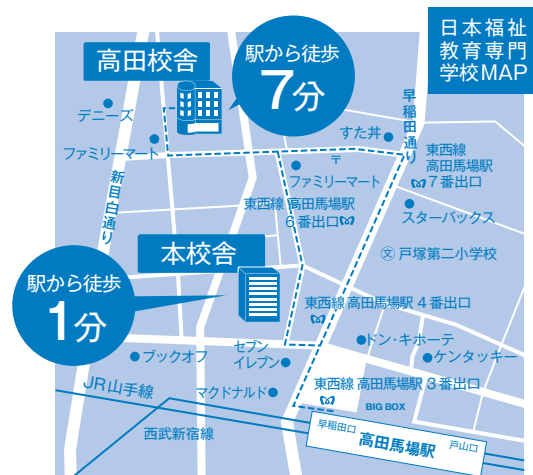 日本福祉
教育専門
学校MAP
高田校舎
駅から徒歩
7分
デニーズ
ファミリーマート
新目白通り
早稲田通り
すた丼
〒
ファミリーマート
東西線
高田馬場駅
7番出口
東西線 高田馬場駅
6番出口
スターバックス
文 戸塚第二小学校
本校舎
駅から徒歩
1分
東西線 高田馬場駅 4番出口
ドン・キホーテ
ケンタッキー
ブックオフ
セブン
イレブン
マクドナルド
東西線 高田馬場駅 3番出口
BIG BOX
JR山手線
西武新宿線
早稲田口
高田馬場駅
戸山口